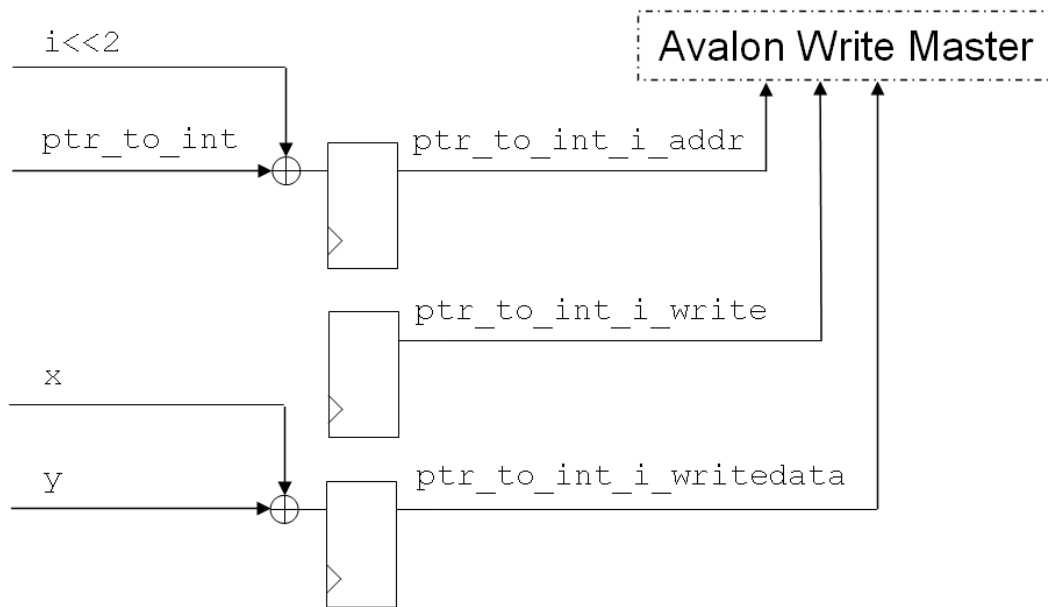 i<<2
Avalon Write Master
ptr_to_int
ptr_to_int_i_addr
ptr_to_int_i_write
x
y
ptr_to_int_i_writedata